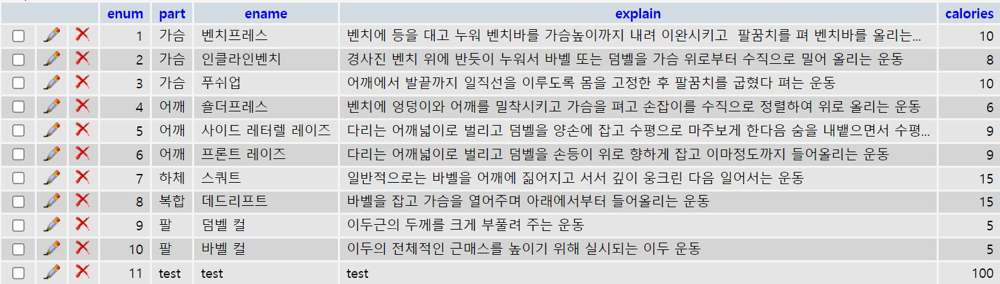 enum part ename explain calories
1 가슴 벤치프레스 벤치에 등을 대고 누워 벤치바를 가슴높이까지 내려 이완시키고  팔꿈치를 펴 벤치바를 올리는... 10
2 가슴 인클라인벤치 경사진 벤치 위에 반듯이 누워서 바벨 또는 덤벨을 가슴 위로부터 수직으로 밀어 올리는 운동 8
3 가슴 푸쉬업 어깨에서 발끝까지 일직선을 이루도록 몸을 고정한 후 팔꿈치를 굽혔다 펴는 운동 10
4 어깨 숄더프레스 벤치에 엉덩이와 어깨를 밀착시키고 가슴을 펴고 손잡이를 수직으로 정렬하여 위로 올리는 운동 6
5 어깨 사이드 레터렐 레이즈 다리는 어깨넓이로 벌리고 덤벨을 양손에 잡고 수평으로 마주보게 한다음 숨을 내뱉으면서 수평... 9
6 어깨 프론트 레이즈 다리는 어깨넓이로 벌리고 덤벨을 손등이 위로 향하게 잡고 이마정도까지 들어올리는 운동 9
7 하체 스쿼트 일반적으로는 바벨을 어깨에 짊어지고 서서 깊이 웅크린 다음 일어서는 운동 15
8 복합 데드리프트 바벨을 잡고 가슴을 열어주며 아래에서부터 들어올리는 운동 15
9 팔 덤벨 컬 이두근의 두께를 크게 부풀려 주는 운동 5
10 팔 바벨 컬 이두의 전체적인 근매스를 높이기 위해 실시되는 이두 운동 5
11 test test test 100